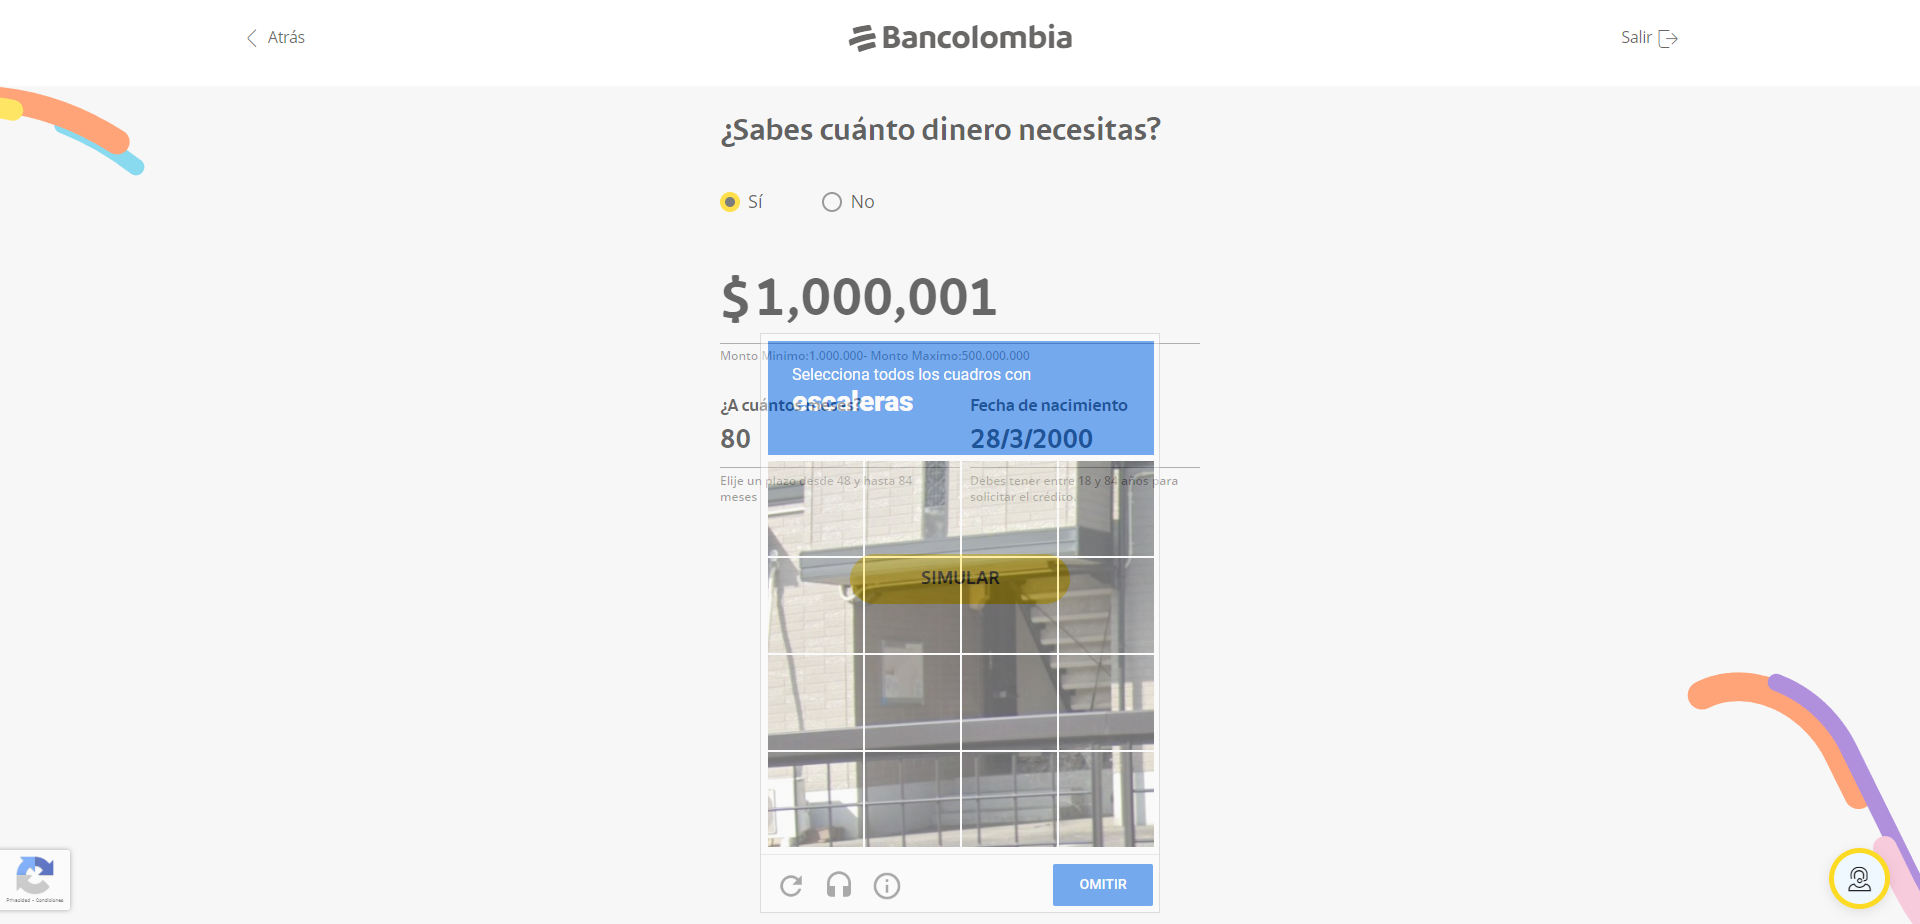 Atrás
Bancolombia
Salir
¿Sabes cuánto dinero necesitas?
Sí
No
$1,000,001
Monto Minimo:1.000.000- Monto Maximo:500.000.000
Selecciona todos los cuadros con
escaleras
¿A cuántos meses?
Fecha de nacimiento
80
28/3/2000
Elije un plazo desde 48 y hasta 84
meses
Debes tener entre 18 y 84 años para
solicitar el crédito.
SIMULAR
OMITIR
Privacidad - Condiciones